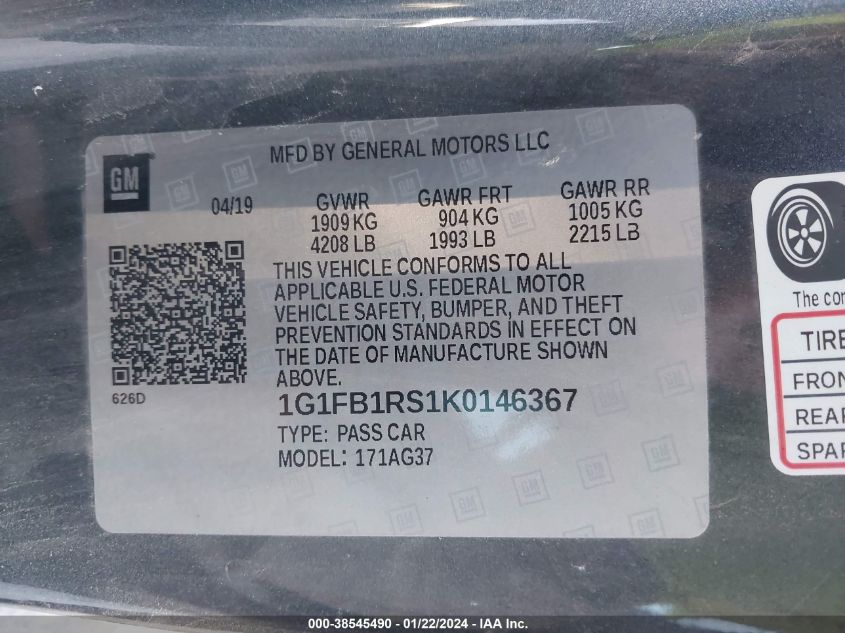 MFD BY GENERAL MOTORS LLC
GM
04/19
GVWR GAWR FRT GAWR RR
1909 KG 904 KG 1005 KG
4208 LB 1993 LB 2215 LB
THIS VEHICLE CONFORMS TO ALL
APPLICABLE U.S. FEDERAL MOTOR
VEHICLE SAFETY, BUMPER, AND THEFT
PREVENTION STANDARDS IN EFFECT ON
THE DATE OF MANUFACTURE SHOWN
ABOVE.
626D
1G1FB1RS1K0146367
TYPE: PASS CAR
MODEL: 171AG37
The con
TIRE
FRON
REAR
SPAR
000-38545490 - 01/22/2024 - IAA Inc.